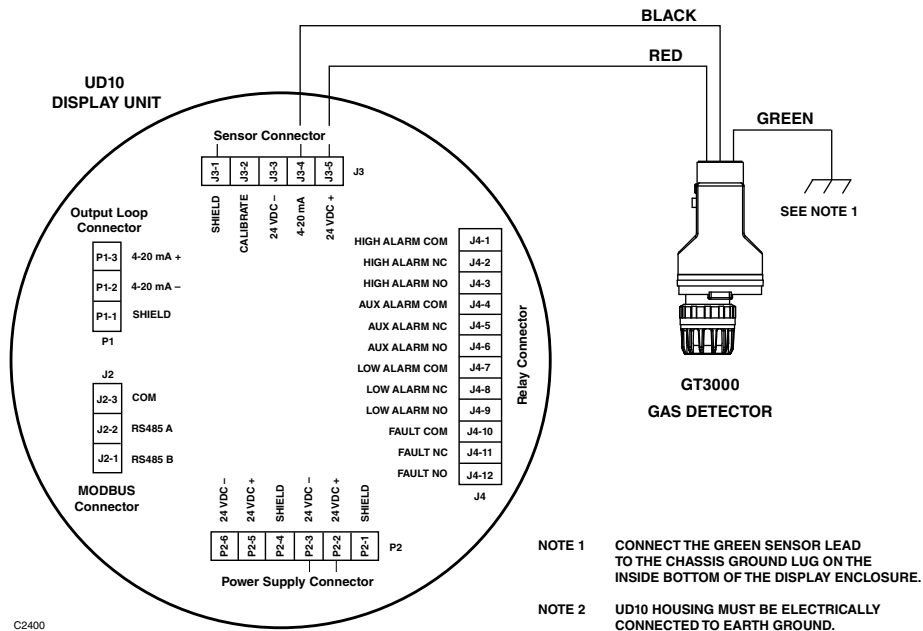 BLACK
RED
GREEN
SEE NOTE 1
UD10
DISPLAY UNIT
Sensor Connector
J3-1
J3-2
J3-3
J3-4
J3-5
J3
SHIELD
CALIBRATE
24 VDC –
4-20 mA
24 VDC +
Output Loop
Connector
P1-3 4-20 mA +
P1-2 4-20 mA –
P1-1 SHIELD
P1
J2
J2-3 COM
J2-2 RS485 A
J2-1 RS485 B
MODBUS
Connector
HIGH ALARM COM J4-1
HIGH ALARM NC J4-2
HIGH ALARM NO J4-3
AUX ALARM COM J4-4
AUX ALARM NC J4-5
AUX ALARM NO J4-6
LOW ALARM COM J4-7
LOW ALARM NC J4-8
LOW ALARM NO J4-9
FAULT COM J4-10
FAULT NC J4-11
FAULT NO J4-12
J4
Relay Connector
GT3000
GAS DETECTOR
24 VDC –
24 VDC +
SHIELD
24 VDC –
24 VDC +
SHIELD
P2-6
P2-5
P2-4
P2-3
P2-2
P2-1
P2
Power Supply Connector
NOTE 1 CONNECT THE GREEN SENSOR LEAD
TO THE CHASSIS GROUND LUG ON THE
INSIDE BOTTOM OF THE DISPLAY ENCLOSURE.
NOTE 2 UD10 HOUSING MUST BE ELECTRICALLY
CONNECTED TO EARTH GROUND.
C2400